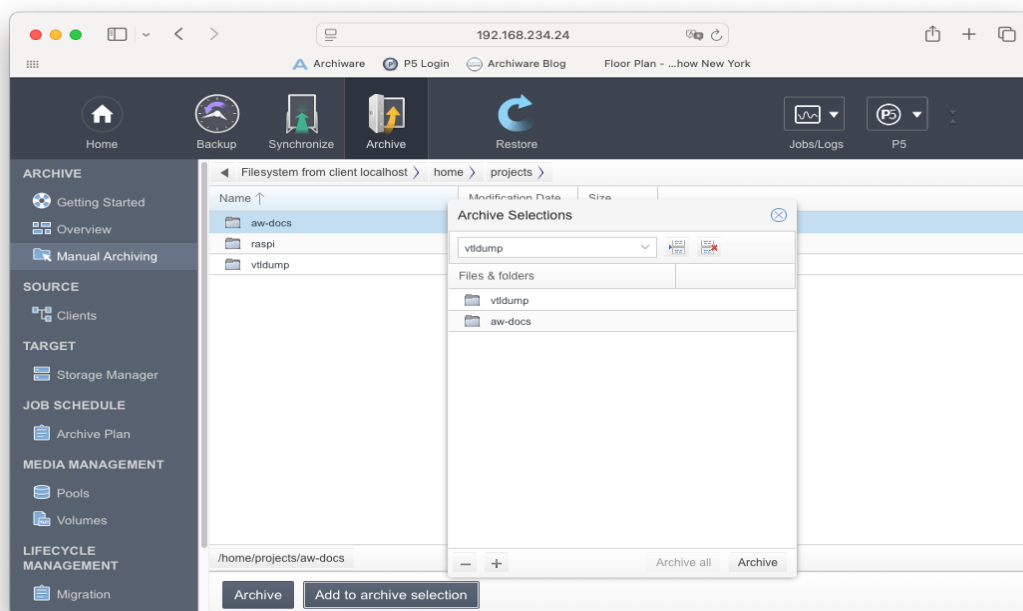 192.168.234.24
Archiware P5 Login Archiware Blog Floor Plan - ...how New York
Home Backup Synchronize Archive Restore Jobs/Logs P5
ARCHIVE
Getting Started
Overview
Manual Archiving
SOURCE
Clients
TARGET
Storage Manager
JOB SCHEDULE
Archive Plan
MEDIA MANAGEMENT
Pools
Volumes
LIFECYCLE
MANAGEMENT
Migration
Filesystem from client localhost home projects
Name Modification Date Size
aw-docs
raspi
vtldump
Archive Selections
vtldump
Files & folders
vtldump
aw-docs
− + Archive all Archive
/home/projects/aw-docs
Archive Add to archive selection